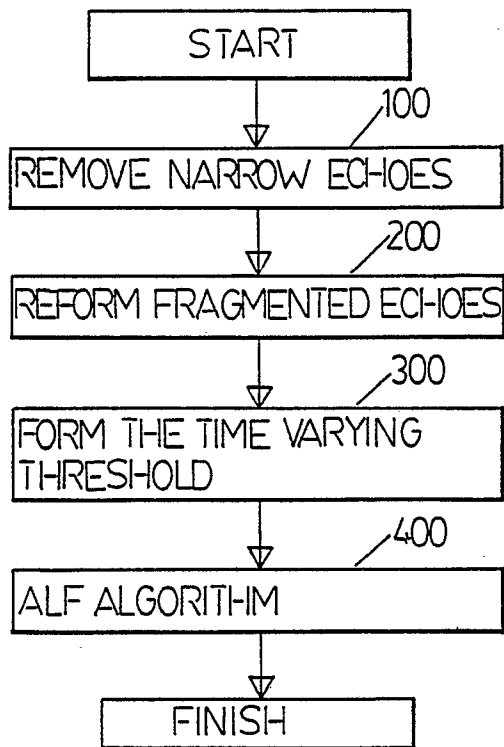 START
100
REMOVE NARROW ECHOES
200
REFORM FRAGMENTED ECHOES
300
FORM THE TIME VARYING
THRESHOLD
400
ALF ALGORITHM
FINISH